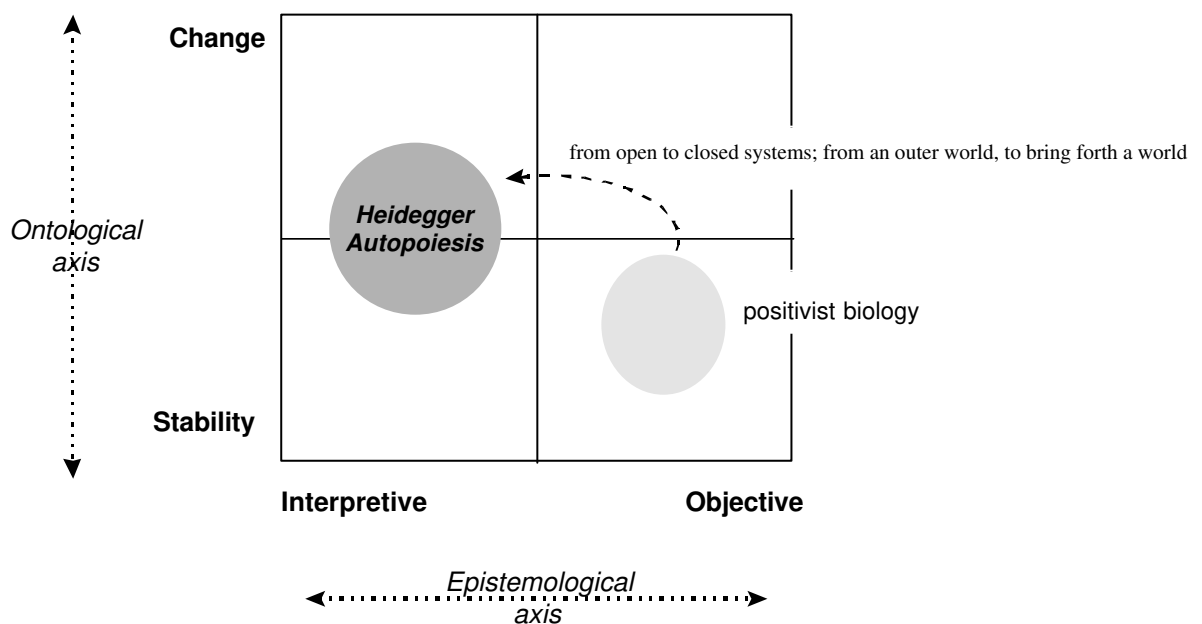 Change
from open to closed systems; from an outer world, to bring forth a world
Heidegger
Autopoiesis
Ontological
axis
positivist biology
Stability
Interpretive
Objective
Epistemological
axis